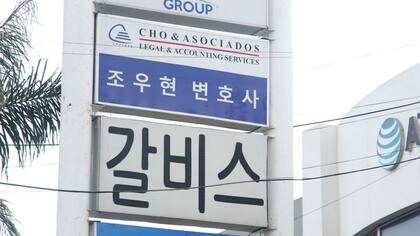 GROUP
CHO & ASOCIADOS
LEGAL & ACCOUNTING SERVICES
조우현 변호사
갈비스